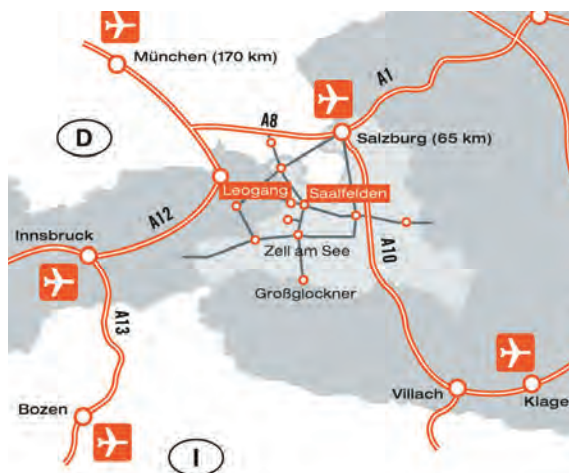 München (170 km)
A1
A8
D
Salzburg (65 km)
Leogang
Saalfelden
A12
Innsbruck
Zell am See
A10
Großglockner
A13
Villach
Klage
Bozen
I